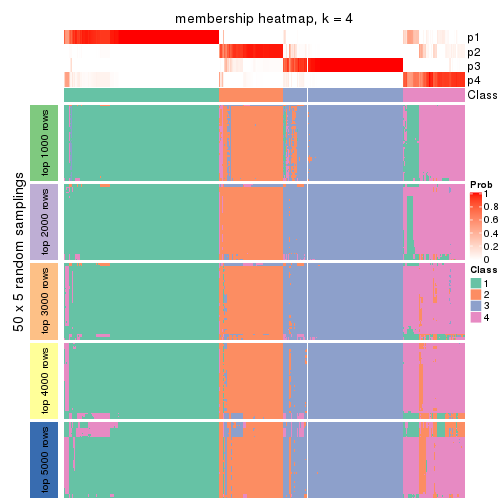 membership heatmap, k = 4
p1
p2
p3
p4
Class
50 x 5 random samplings
top 1000 rows
top 2000 rows
top 3000 rows
top 4000 rows
top 5000 rows
Prob
1
0.8
0.6
0.4
0.2
0
Class
1
2
3
4